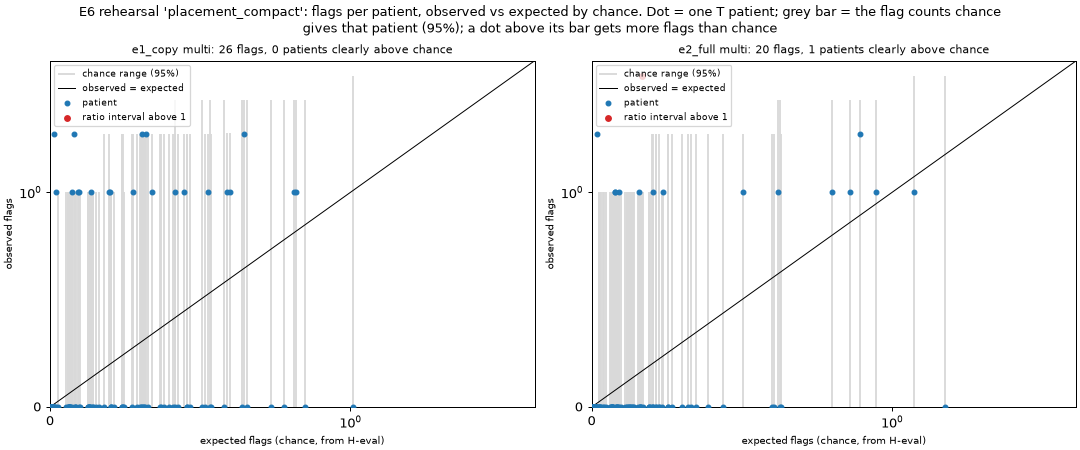 E6 rehearsal 'placement_compact': flags per patient, observed vs expected by chance. Dot = one T patient; grey bar = the flag counts chance
gives that patient (95%); a dot above its bar gets more flags than chance
e1_copy multi: 26 flags, 0 patients clearly above chance
chance range (95%)
observed = expected
patient
ratio interval above 1
10⁰
0
observed flags
0
10⁰
expected flags (chance, from H-eval)
e2_full multi: 20 flags, 1 patients clearly above chance
chance range (95%)
observed = expected
patient
ratio interval above 1
10⁰
0
observed flags
0
10⁰
expected flags (chance, from H-eval)